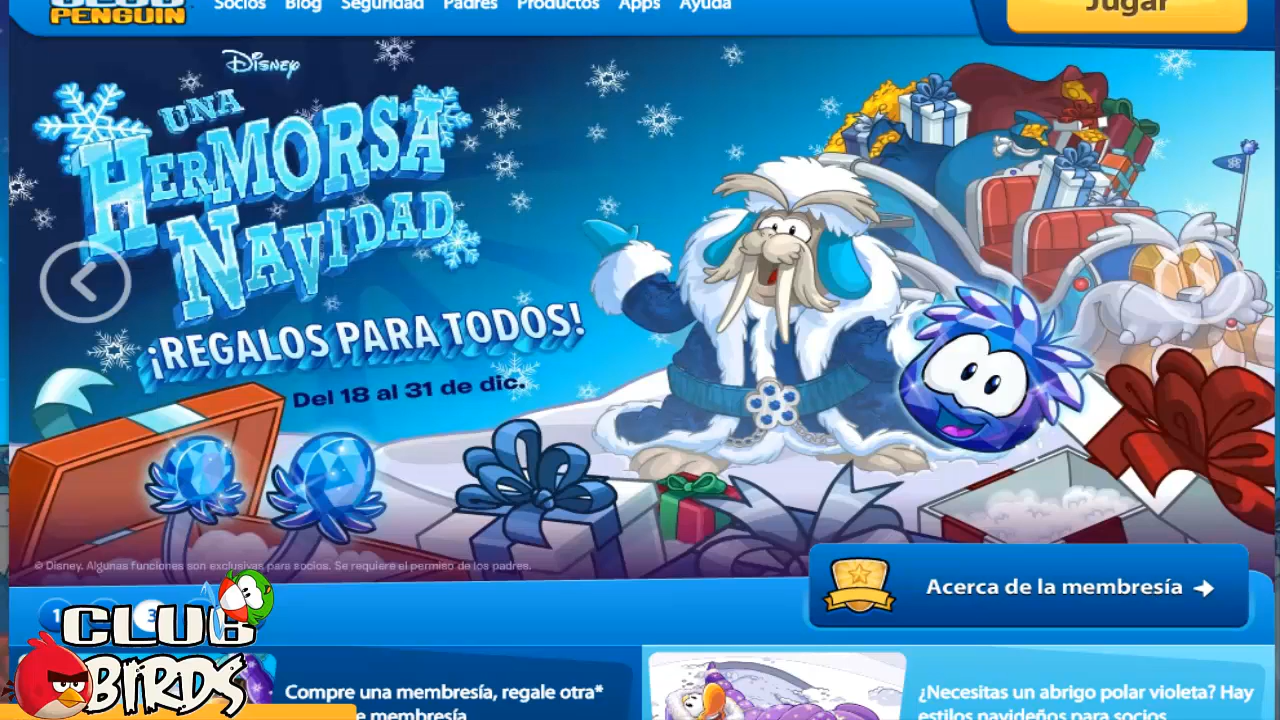 CLUB
PENGUIN
Socios Blog Seguridad Padres Productos Apps Ayuda
Jugar
Disney
UNA
HERMORSA
NAVIDAD
¡REGALOS PARA TODOS!
Del 18 al 31 de dic.
© Disney. Algunas funciones son exclusivas para socios. Se requiere el permiso de los padres.
Acerca de la membresía
1
3
CLUB
BIRDS
Compre una membresía, regale otra*
membresía
¿Necesitas un abrigo polar violeta? Hay
estilos navideños para socios